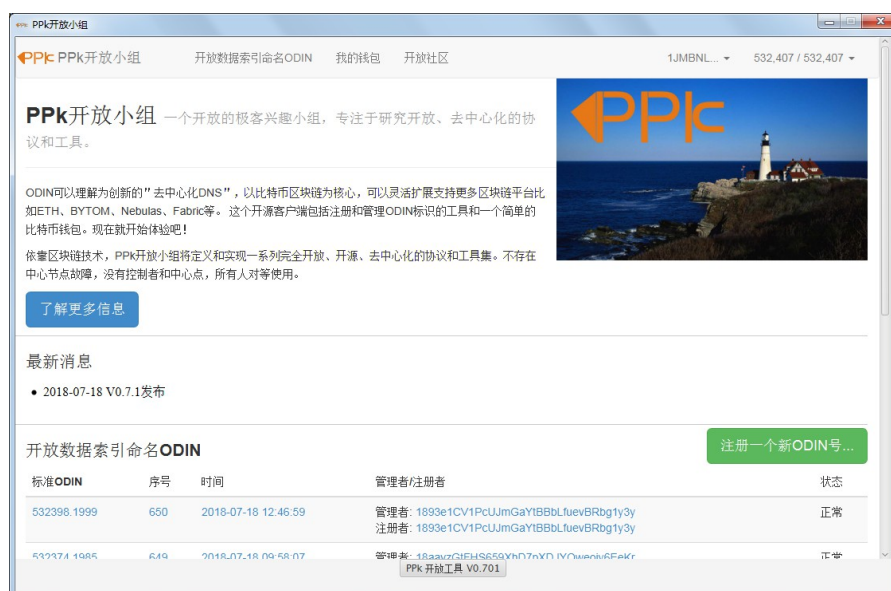 PPk开放小组
PPk PPk开放小组 开放数据索引命名ODIN 我的钱包 开放社区 1JMBNL... 532,407 / 532,407
PPk开放小组 一个开放的极客兴趣小组，专注于研究开放、去中心化的协
议和工具。
PPk
ODIN可以理解为创新的"去中心化DNS"，以比特币区块链为核心，可以灵活扩展支持更多区块链平台比
如ETH、BYTOM、Nebulas、Fabric等。 这个开源客户端包括注册和管理ODIN标识的工具和一个简单的
比特币钱包。现在就开始体验吧！
依靠区块链技术，PPk开放小组将定义和实现一系列完全开放、开源、去中心化的协议和工具集。不存在
中心节点故障，没有控制者和中心点，所有人对等使用。
了解更多信息
最新消息
2018-07-18 V0.7.1发布
开放数据索引命名ODIN 注册一个新ODIN号...
标准ODIN 序号 时间 管理者/注册者 状态
532398.1999 650 2018-07-18 12:46:59 管理者: 1893e1CV1PcUJmGaYtBBbLfuevBRbg1y3y 正常
注册者: 1893e1CV1PcUJmGaYtBBbLfuevBRbg1y3y
532374.1985 649 2018-07-18 09:58:07 管理者: 正常
PPk 开放工具 V0.701